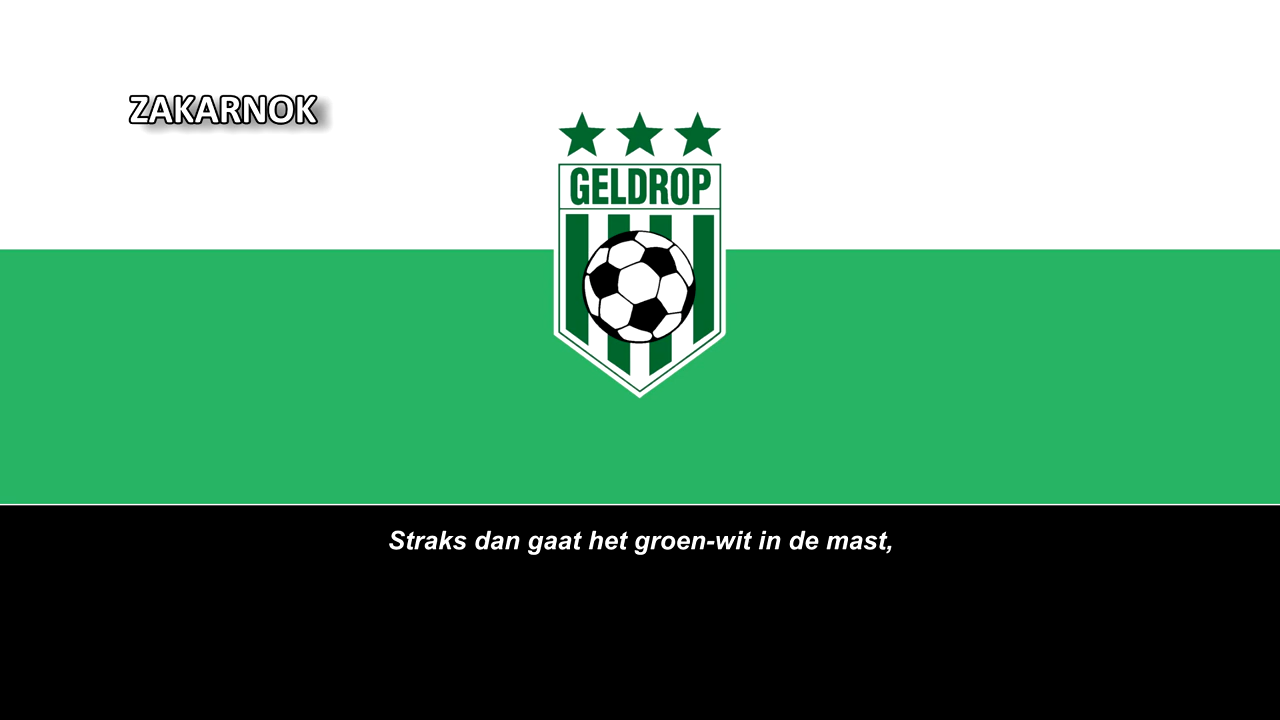 ZAKARNOK
GELDROP
Straks dan gaat het groen-wit in de mast,